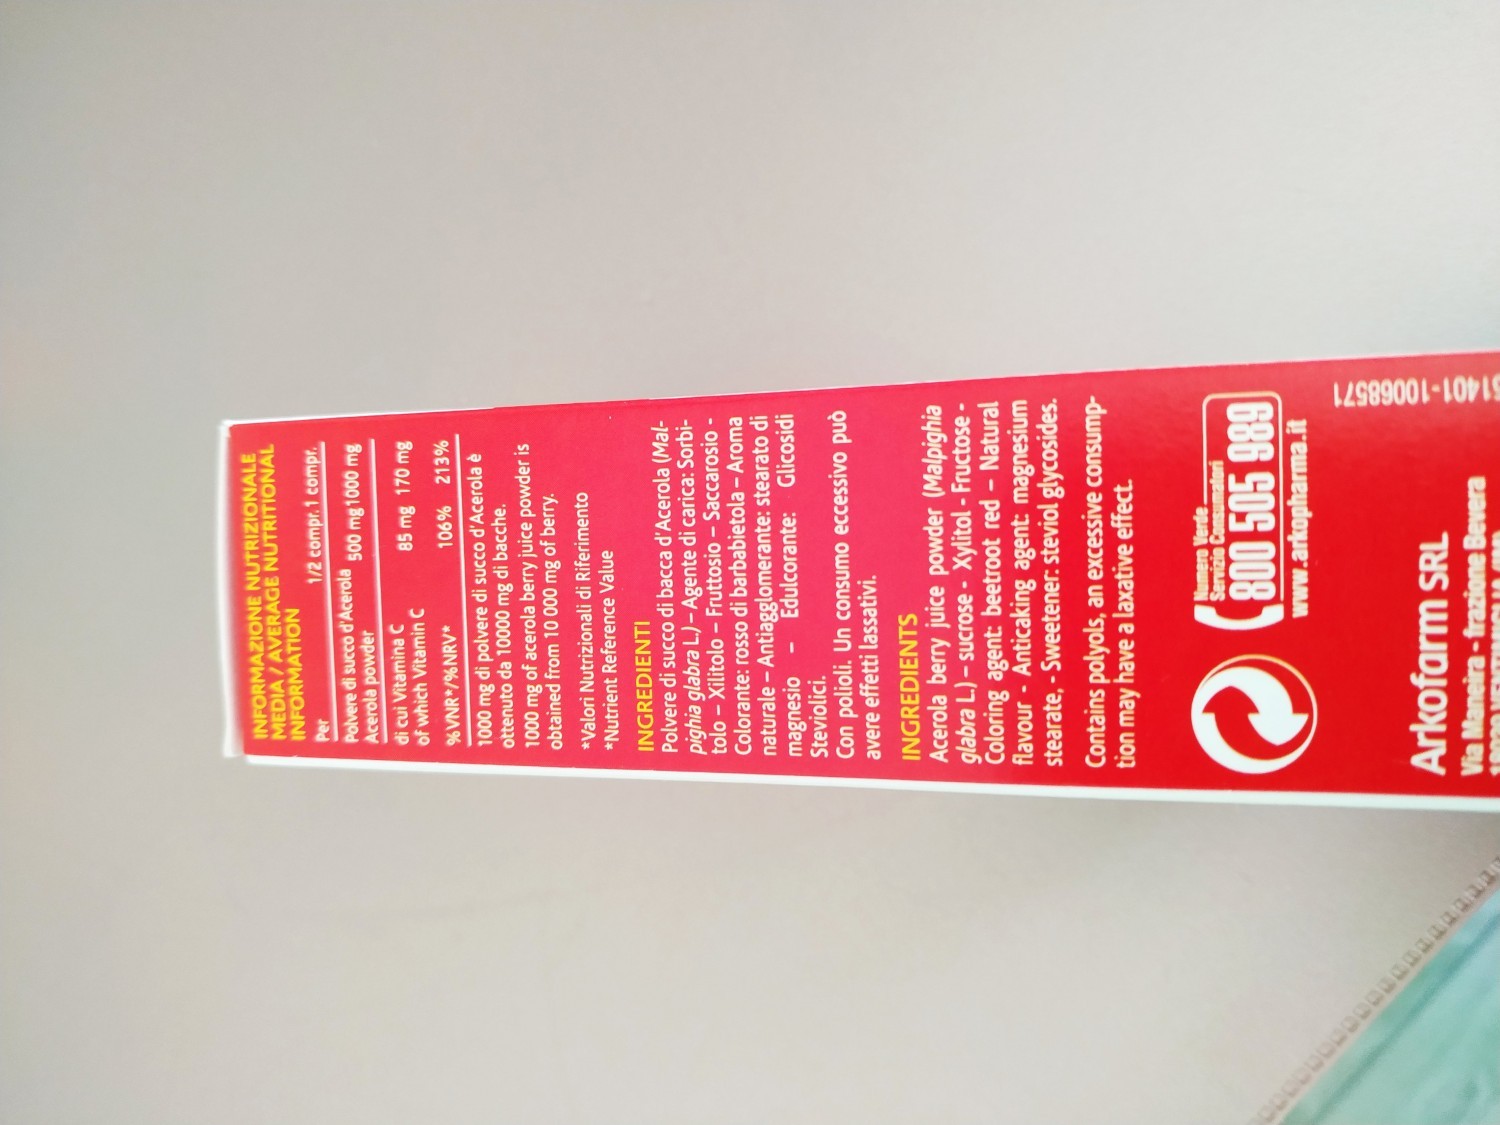 INFORMAZIONE NUTRIZIONALE
MEDIA / AVERAGE NUTRITIONAL
INFORMATION
Per 1/2 compr. 1 compr.
Polvere di succo d'Acerola 500 mg 1000 mg
Acerola powder
di cui Vitamina C 85 mg 170 mg
of which Vitamin C
% VNR*/%NRV* 106% 213%
1000 mg di polvere di succo d'Acerola è
ottenuto da 10000 mg di bacche.
1000 mg of acerola berry juice powder is
obtained from 10 000 mg of berry.
*Valori Nutrizionali di Riferimento
*Nutrient Reference Value
INGREDIENTI
Polvere di succo di bacca d'Acerola (Mal-
pighia glabra L.) – Agente di carica: Sorbi-
tolo – Xilitolo – Fruttosio – Saccarosio -
Colorante: rosso di barbabietola – Aroma
naturale – Antiagglomerante: stearato di
magnesio – Edulcorante: Glicosidi
Steviolici.
Con polioli. Un consumo eccessivo può
avere effetti lassativi.
INGREDIENTS
Acerola berry juice powder (Malpighia
glabra L.) – sucrose - Xylitol - Fructose -
Coloring agent: beetroot red – Natural
flavour - Anticaking agent: magnesium
stearate, - Sweetener: steviol glycosides.
Contains polyols, an excessive consump-
tion may have a laxative effect.
Numero Verde
Servizio Consumatori
800 505 989
www.arkopharma.it
61401-10068571
Arkofarm SRL
Via Maneira - frazione Bevera